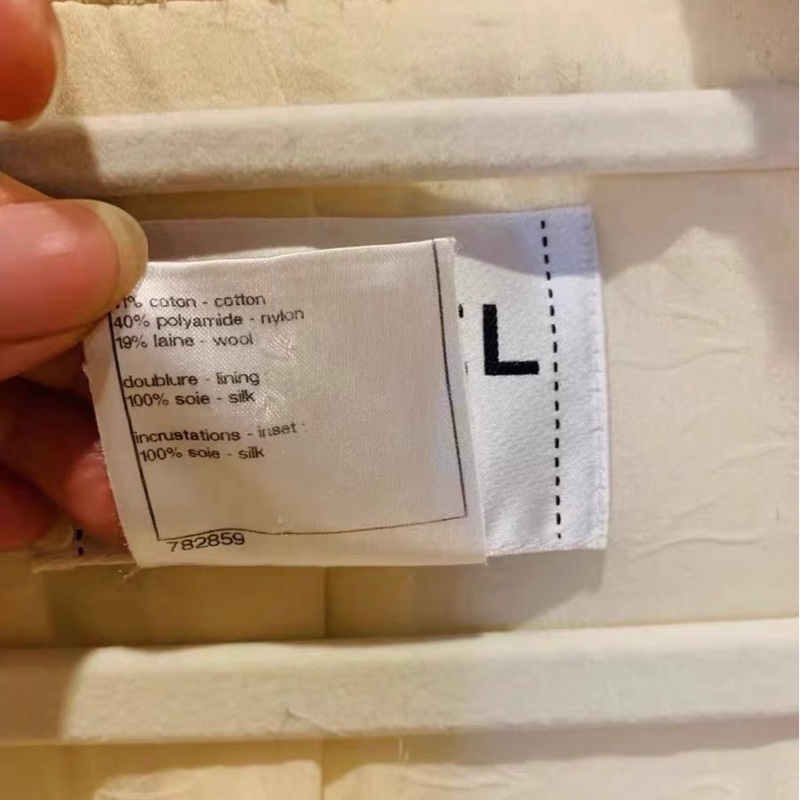 1% coton - cotton
40% polyamide - nylon
19% laine - wool
doublure - lining :
100% soie - silk
incrustations - inset :
100% soie - silk
782859
L